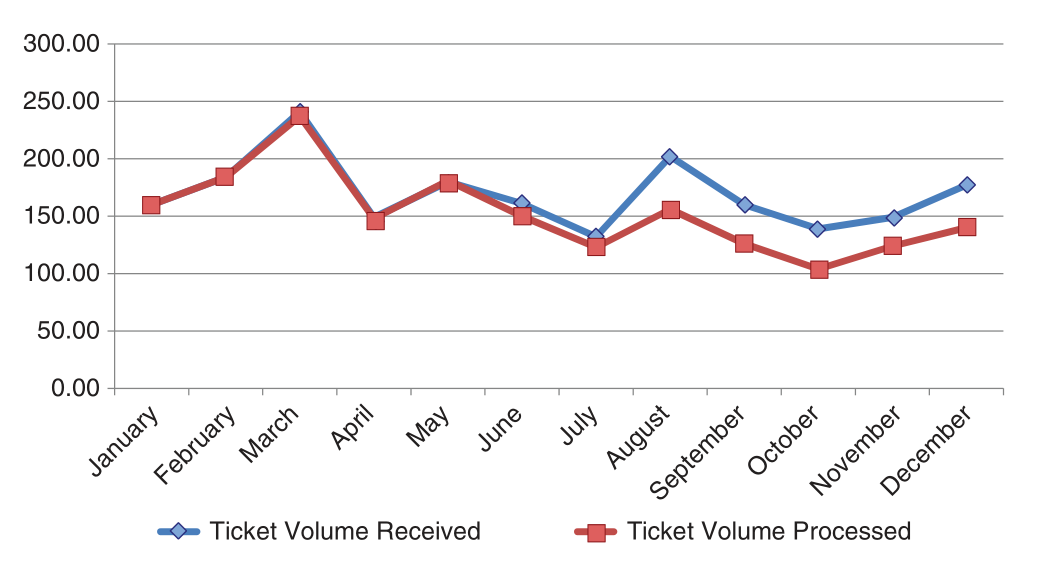 300.00
250.00
200.00
150.00
100.00
50.00
0.00
January
February
March
April
May
June
July
August
September
October
November
December
Ticket Volume Received
Ticket Volume Processed